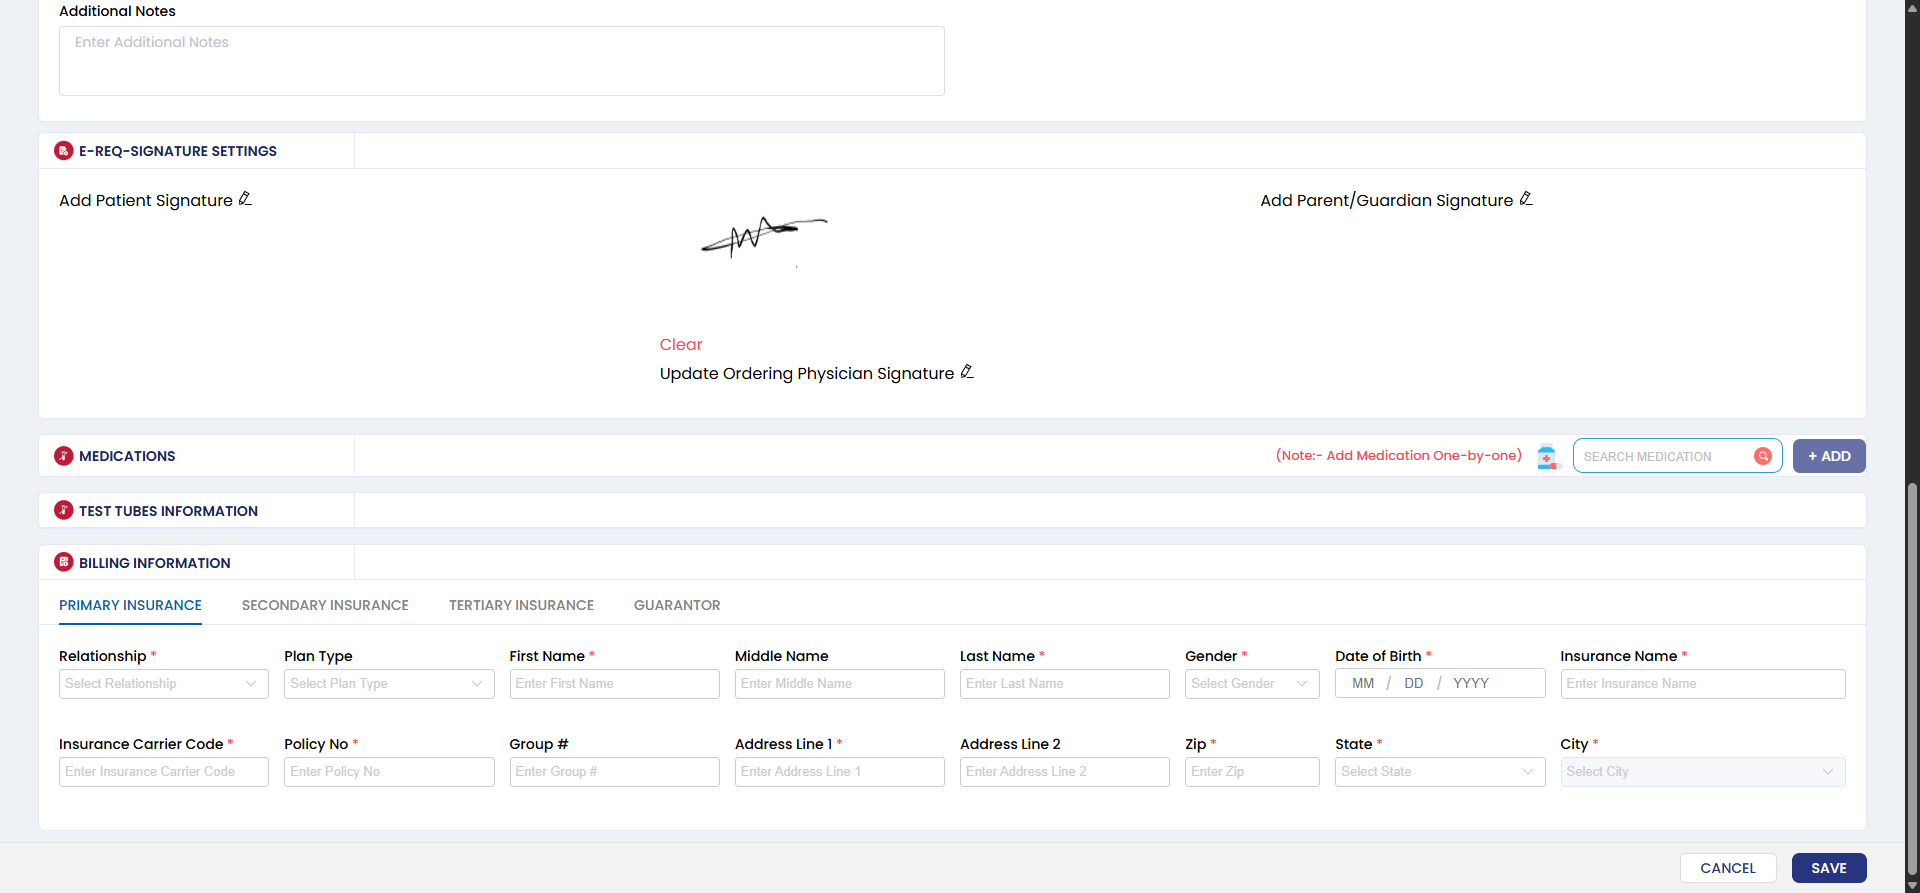 Additional Notes
Enter Additional Notes
E-REQ-SIGNATURE SETTINGS
Add Patient Signature
Add Parent/Guardian Signature
Clear
Update Ordering Physician Signature
MEDICATIONS
(Note:- Add Medication One-by-one)
SEARCH MEDICATION
+ ADD
TEST TUBES INFORMATION
BILLING INFORMATION
PRIMARY INSURANCE SECONDARY INSURANCE TERTIARY INSURANCE GUARANTOR
Relationship * Plan Type First Name * Middle Name Last Name * Gender * Date of Birth * Insurance Name *
Select Relationship Select Plan Type Enter First Name Enter Middle Name Enter Last Name Select Gender MM / DD / YYYY Enter Insurance Name
Insurance Carrier Code * Policy No * Group # Address Line 1 * Address Line 2 Zip * State * City *
Enter Insurance Carrier Code Enter Policy No Enter Group # Enter Address Line 1 Enter Address Line 2 Enter Zip Select State Select City
CANCEL SAVE